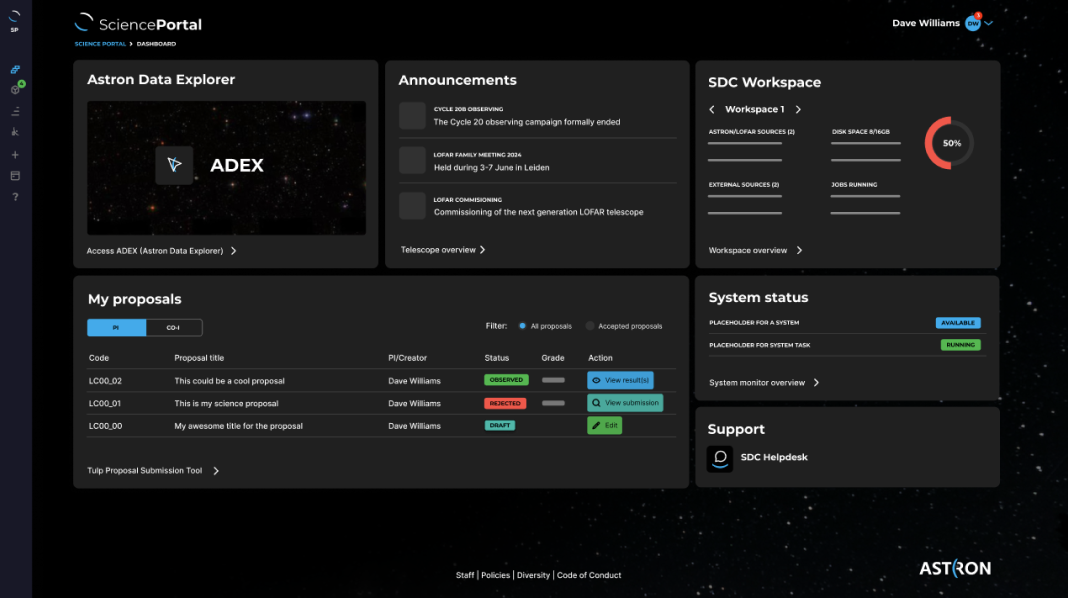 SP
SciencePortal
SCIENCE PORTAL > DASHBOARD
Dave Williams DW
Astron Data Explorer
ADEX
Access ADEX (Astron Data Explorer)
Announcements
CYCLE 20B OBSERVING
The Cycle 20 observing campaign formally ended
LOFAR FAMILY MEETING 2024
Held during 3-7 June in Leiden
LOFAR COMMISIONING
Commissioning of the next generation LOFAR telescope
Telescope overview
SDC Workspace
Workspace 1
ASTRON/LOFAR SOURCES (2)
DISK SPACE 8/16GB
50%
EXTERNAL SOURCES (2)
JOBS RUNNING
Workspace overview
My proposals
PI CO-I
Filter: All proposals Accepted proposals
Code Proposal title PI/Creator Status Grade Action
LC00_02 This could be a cool proposal Dave Williams OBSERVED View result(s)
LC00_01 This is my science proposal Dave Williams REJECTED View submission
LC00_00 My awesome title for the proposal Dave Williams DRAFT Edit
Tulp Proposal Submission Tool
System status
PLACEHOLDER FOR A SYSTEM AVAILABLE
PLACEHOLDER FOR SYSTEM TASK RUNNING
System monitor overview
Support
SDC Helpdesk
Staff | Policies | Diversity | Code of Conduct
ASTRON